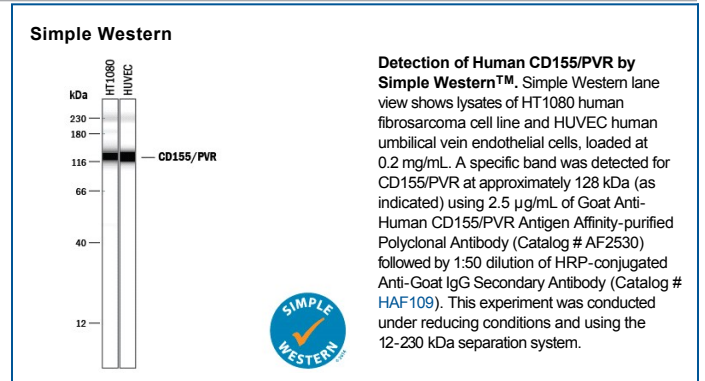 Simple Western
HT1080
HUVEC
kDa
230
180
116
66
40
12
CD155/PVR
SIMPLE
WESTERN
Detection of Human CD155/PVR by
Simple Western™. Simple Western lane
view shows lysates of HT1080 human
fibrosarcoma cell line and HUVEC human
umbilical vein endothelial cells, loaded at
0.2 mg/mL. A specific band was detected for
CD155/PVR at approximately 128 kDa (as
indicated) using 2.5 µg/mL of Goat Anti-
Human CD155/PVR Antigen Affinity-purified
Polyclonal Antibody (Catalog # AF2530)
followed by 1:50 dilution of HRP-conjugated
Anti-Goat IgG Secondary Antibody (Catalog #
HAF109). This experiment was conducted
under reducing conditions and using the
12-230 kDa separation system.